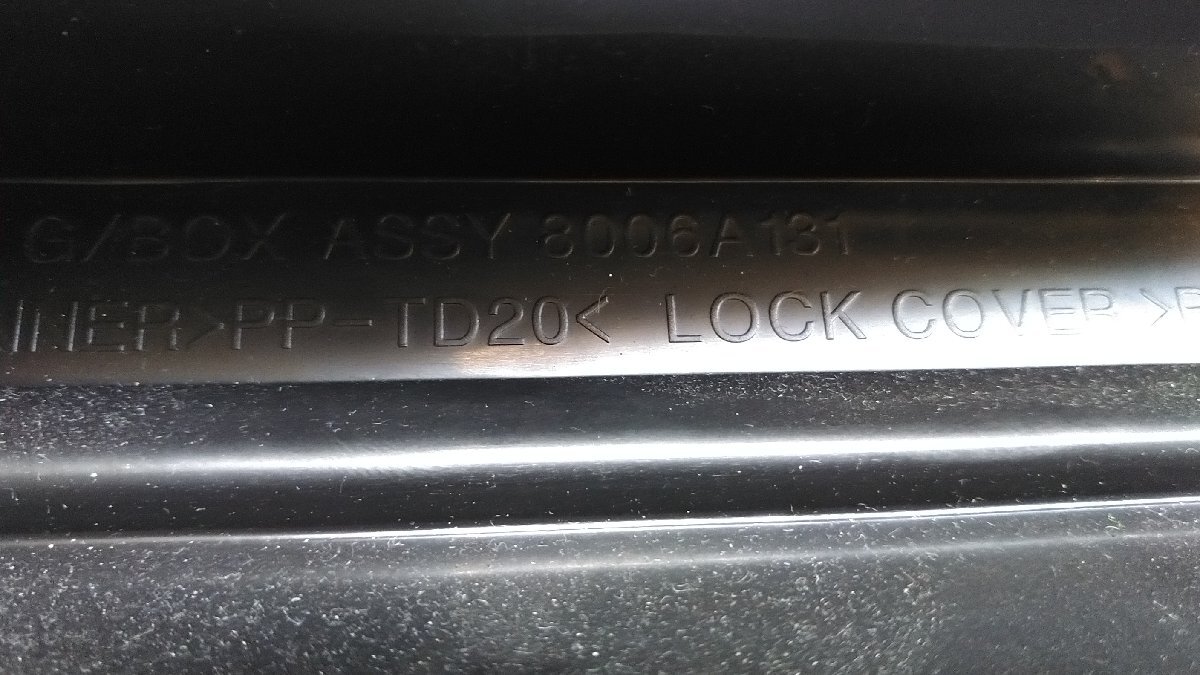 G/BOX ASSY 8006A131
>PP-TD20< LOCK COVER >P